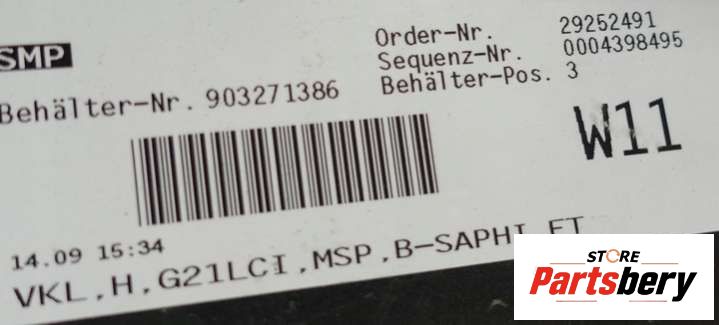 SMP
Order-Nr. 29252491
Sequenz-Nr. 0004398495
Behälter-Nr. 903271386
Behälter-Pos. 3
W11
14.09 15:34
VKL,H,G21LCI,MSP,B-SAPHI
STORE
Partsbery